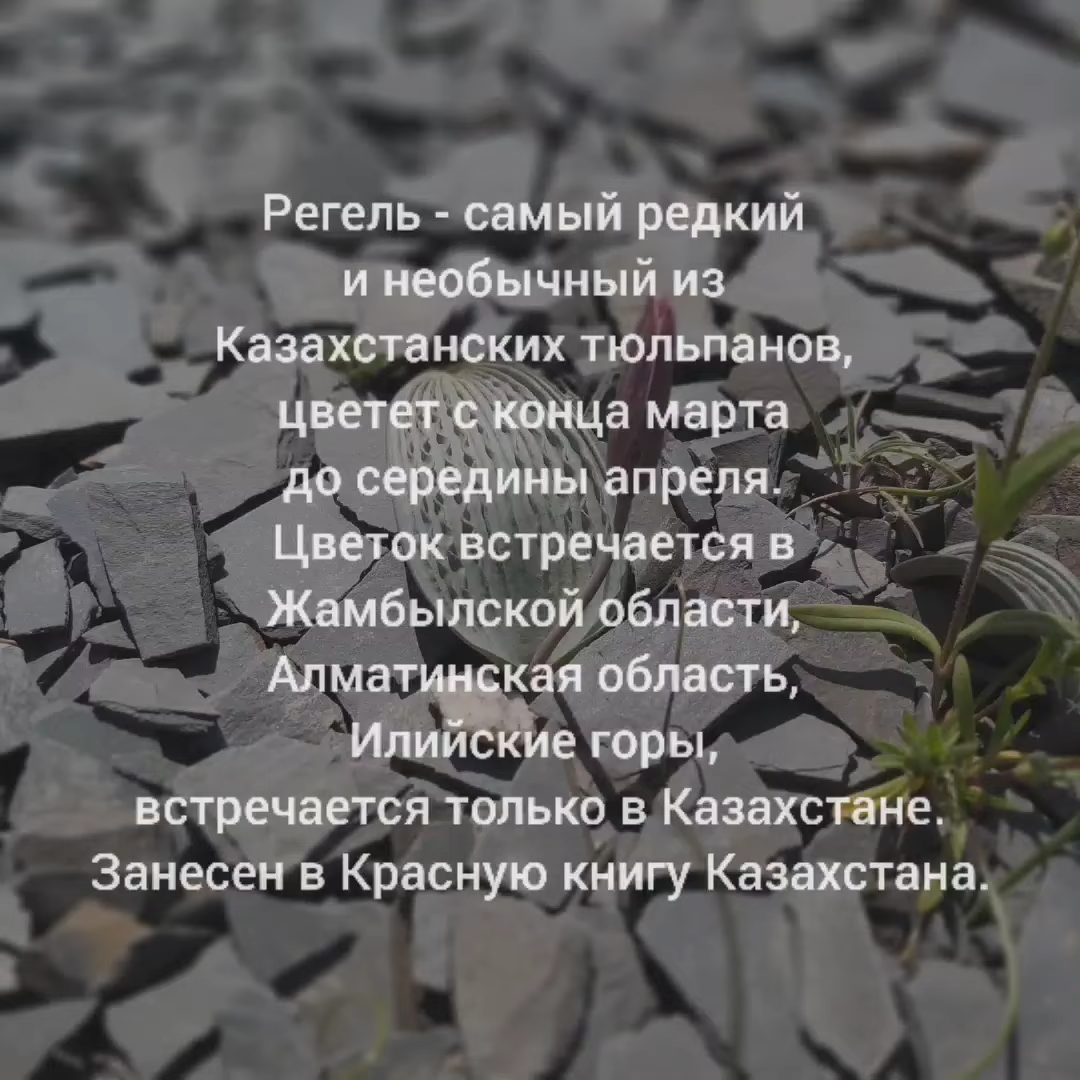 Регель - самый редкий
и необычный из
Казахстанских тюльпанов,
цветет с конца марта
до середины апреля.
Цветок встречается в
Жамбылской области,
Алматинская область,
Илийские горы,
встречается только в Казахстане.
Занесен в Красную книгу Казахстана.